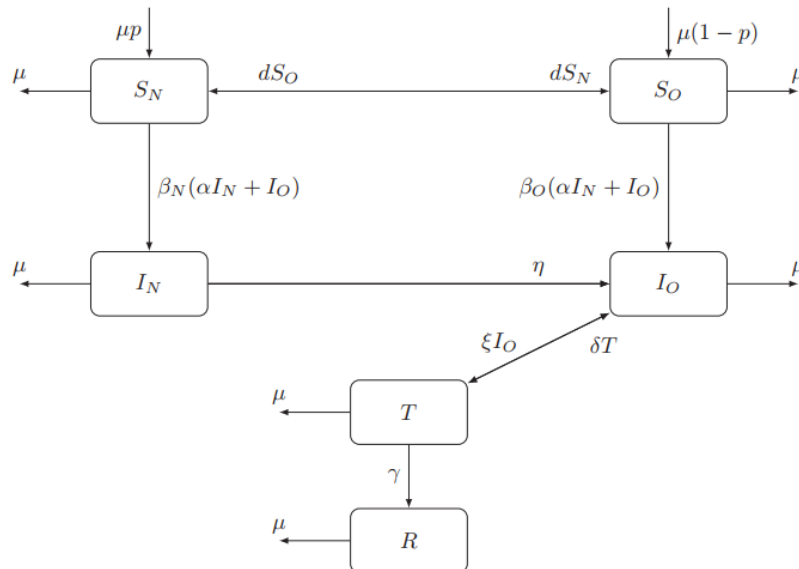 μp
μ(1 − p)
μ
S_N
dS_O
dS_N
S_O
μ
β_N(αI_N + I_O)
β_O(αI_N + I_O)
μ
I_N
η
I_O
μ
ξI_O
δT
μ
T
γ
μ
R